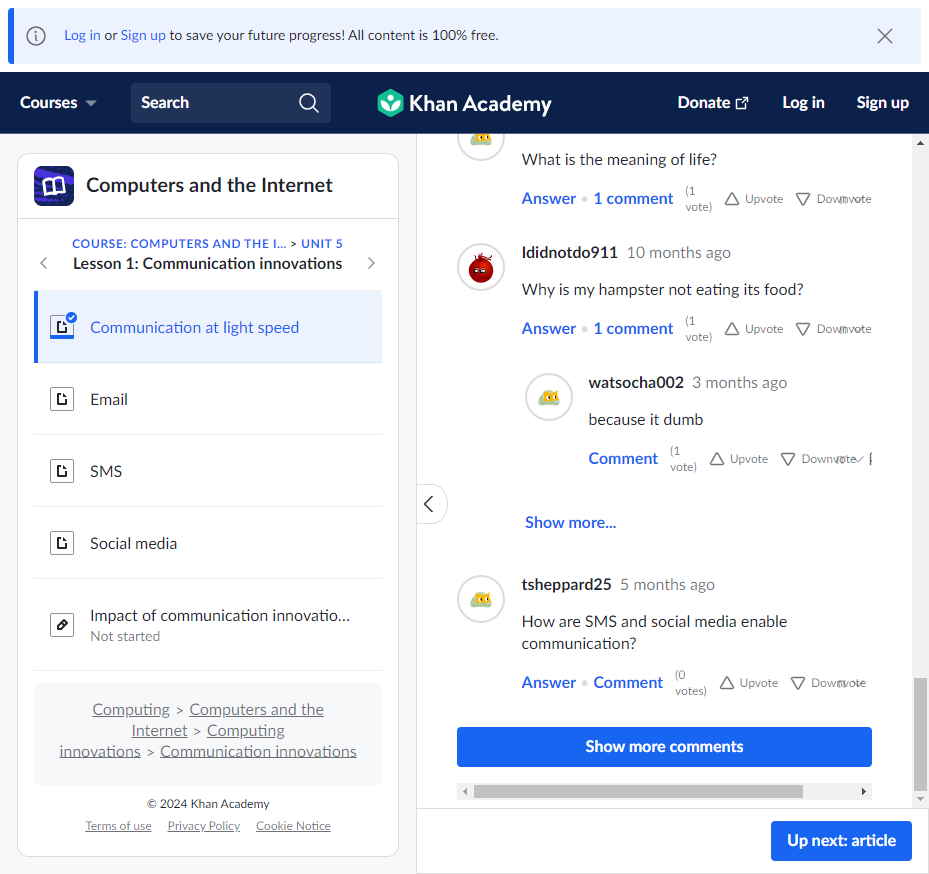 Log in or Sign up to save your future progress! All content is 100% free.
Courses
Search
Khan Academy
Donate
Log in
Sign up
Computers and the Internet
COURSE: COMPUTERS AND THE I... > UNIT 5
Lesson 1: Communication innovations
Communication at light speed
Email
SMS
Social media
Impact of communication innovatio...
Not started
Computing > Computers and the
Internet > Computing
innovations > Communication innovations
© 2024 Khan Academy
Terms of use Privacy Policy Cookie Notice
What is the meaning of life?
Answer • 1 comment (1 vote) Upvote Downvote
Ididnotdo911 10 months ago
Why is my hampster not eating its food?
Answer • 1 comment (1 vote) Upvote Downvote
watsocha002 3 months ago
because it dumb
Comment (1 vote) Upvote Downvote
Show more...
tsheppard25 5 months ago
How are SMS and social media enable
communication?
Answer • Comment (0 votes) Upvote Downvote
Show more comments
Up next: article